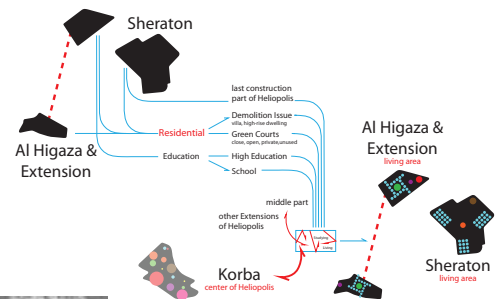 Sheraton
last construction
part of Heliopolis
Demolition Issue
villa, high-rise dwelling
Residential
Green Courts
close, open, private,unused
Al Higaza &
Extension
Education
High Education
School
Al Higaza &
Extension
living area
middle part
other Extensions
of Heliopolis
Studying
Living
Sheraton
living area
Korba
center of Heliopolis